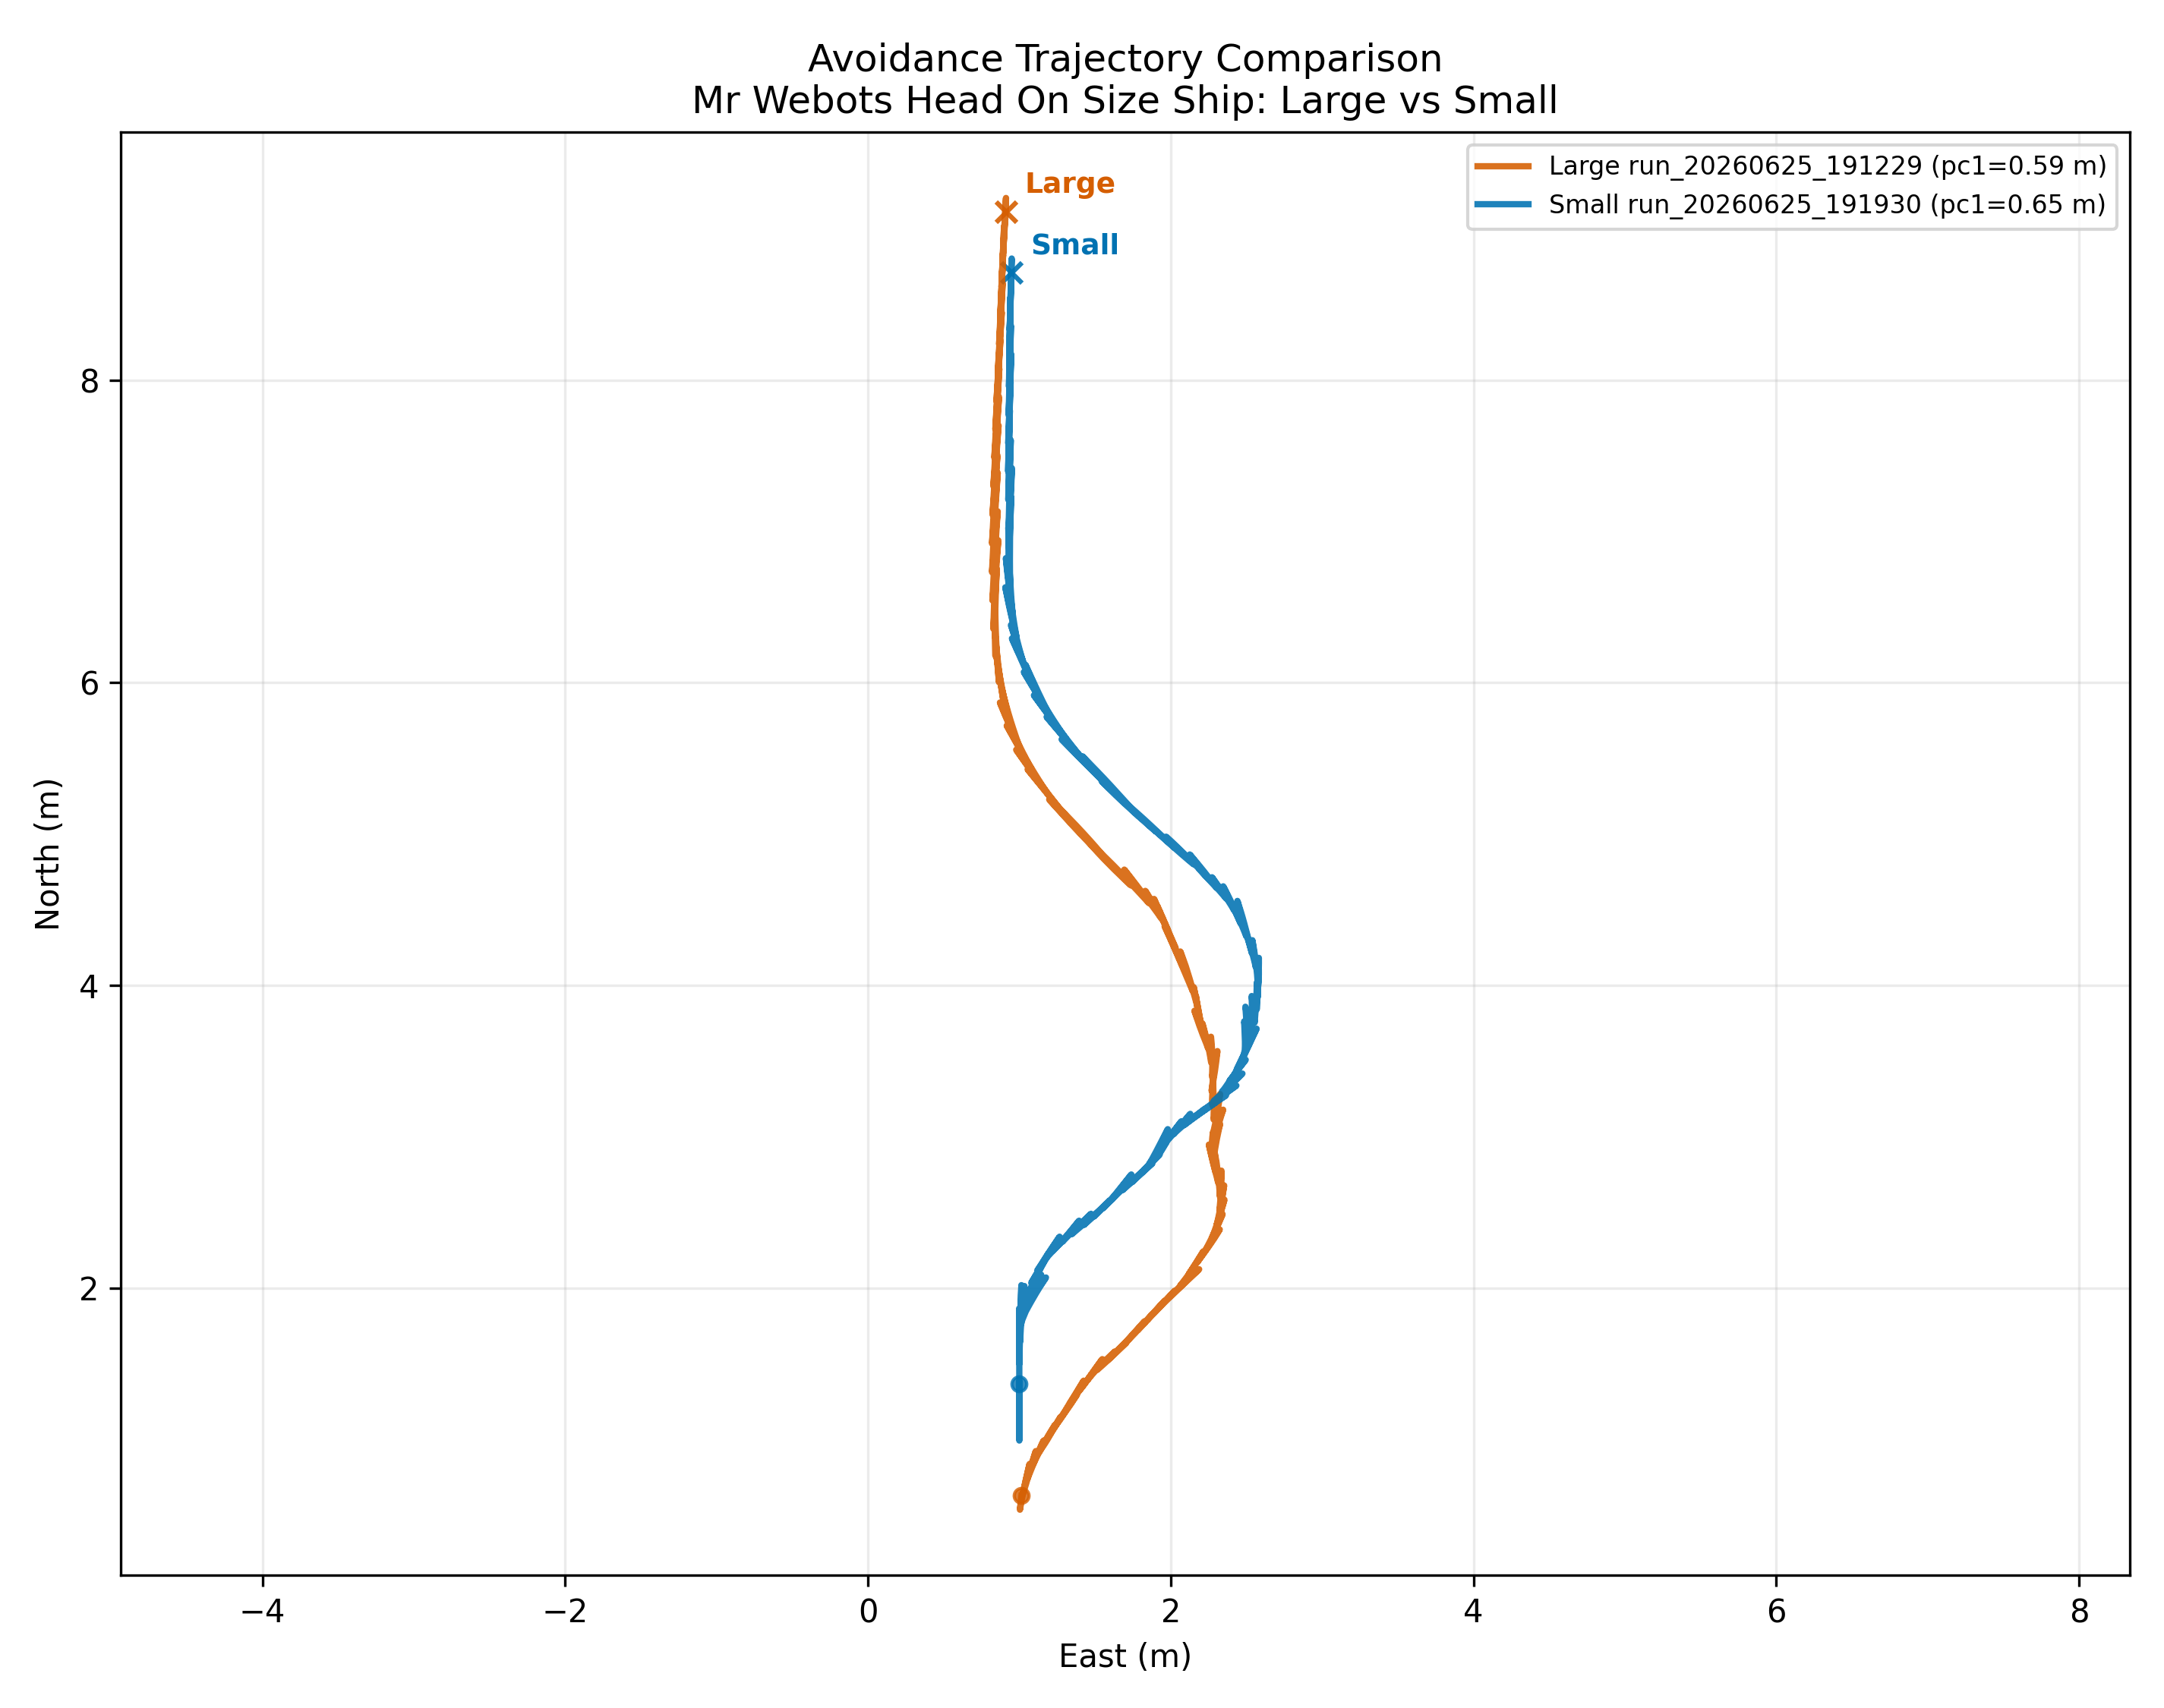 Avoidance Trajectory Comparison
Mr Webots Head On Size Ship: Large vs Small
Large run_20260625_191229 (pc1=0.59 m)
Small run_20260625_191930 (pc1=0.65 m)
Large
Small
8
6
4
2
North (m)
−4
−2
0
2
4
6
8
East (m)